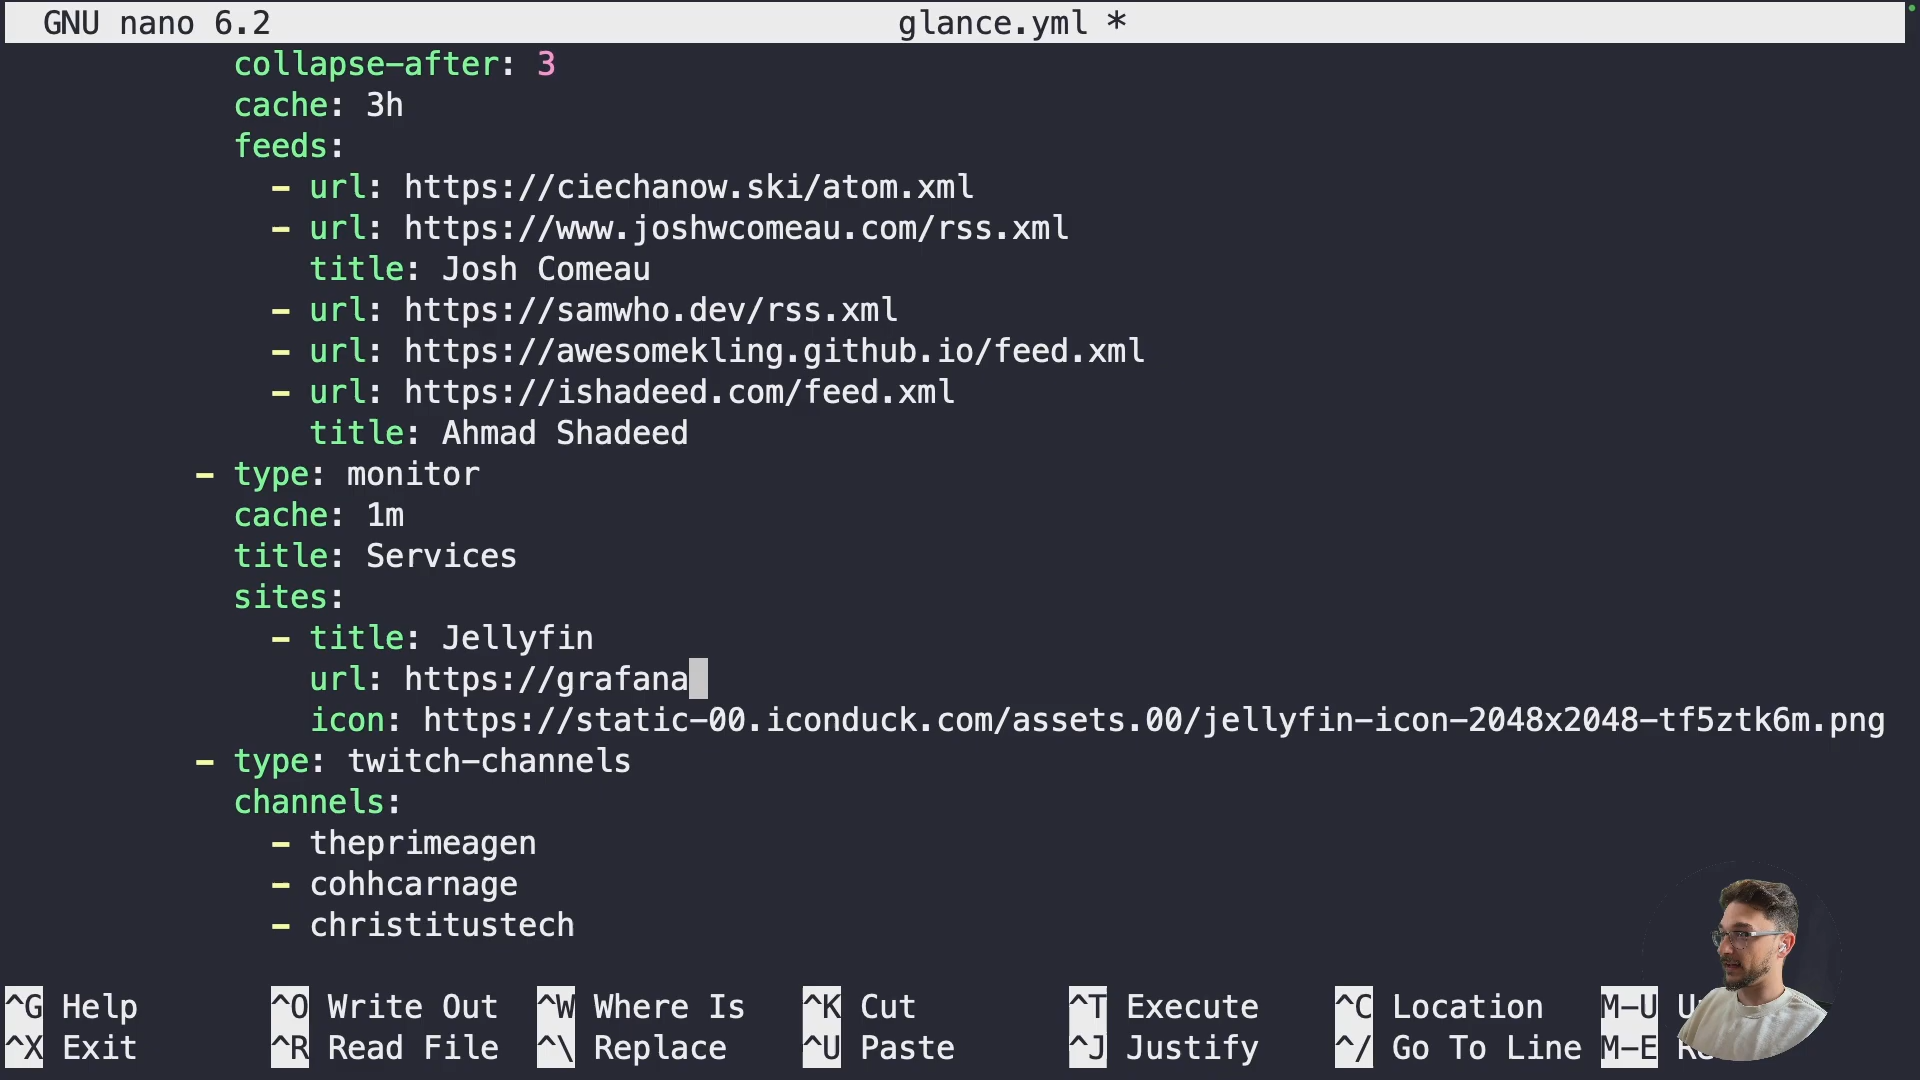 GNU nano 6.2 glance.yml *
collapse-after: 3
cache: 3h
feeds:
- url: https://ciechanow.ski/atom.xml
- url: https://www.joshwcomeau.com/rss.xml
title: Josh Comeau
- url: https://samwho.dev/rss.xml
- url: https://awesomekling.github.io/feed.xml
- url: https://ishadeed.com/feed.xml
title: Ahmad Shadeed
- type: monitor
cache: 1m
title: Services
sites:
- title: Jellyfin
url: https://grafana
icon: https://static-00.iconduck.com/assets.00/jellyfin-icon-2048x2048-tf5ztk6m.png
- type: twitch-channels
channels:
- theprimeagen
- cohhcarnage
- christitustech
^G Help ^O Write Out ^W Where Is ^K Cut ^T Execute ^C Location M-U
^X Exit ^R Read File ^\ Replace ^U Paste ^J Justify ^/ Go To Line M-E